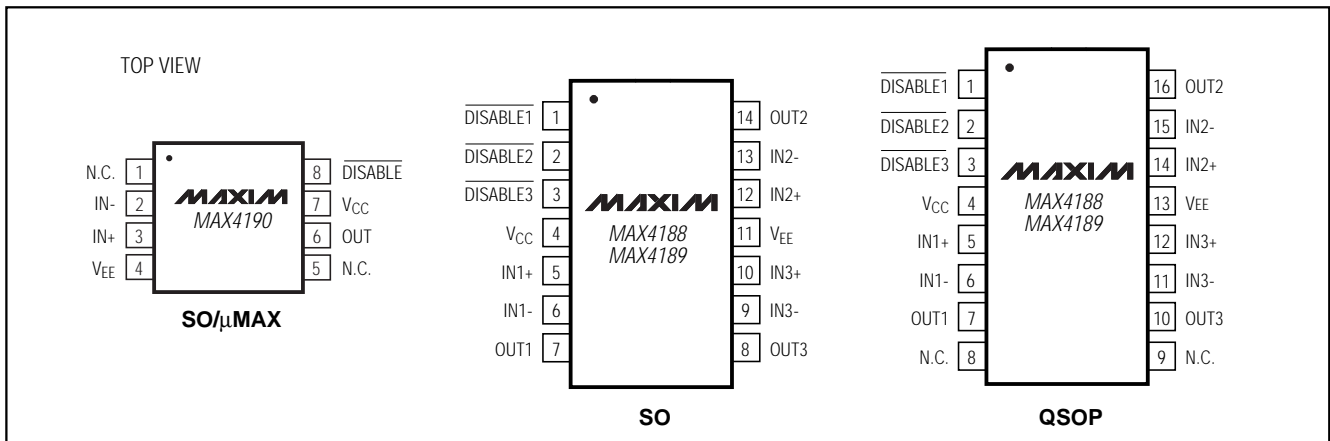 TOP VIEW
N.C. 1
IN- 2
IN+ 3
VEE 4
MAXIM
MAX4190
8 DISABLE
7 VCC
6 OUT
5 N.C.
SO/μMAX
DISABLE1 1
DISABLE2 2
DISABLE3 3
VCC 4
IN1+ 5
IN1- 6
OUT1 7
MAXIM
MAX4188
MAX4189
14 OUT2
13 IN2-
12 IN2+
11 VEE
10 IN3+
9 IN3-
8 OUT3
SO
DISABLE1 1
DISABLE2 2
DISABLE3 3
VCC 4
IN1+ 5
IN1- 6
OUT1 7
N.C. 8
MAXIM
MAX4188
MAX4189
16 OUT2
15 IN2-
14 IN2+
13 VEE
12 IN3+
11 IN3-
10 OUT3
9 N.C.
QSOP